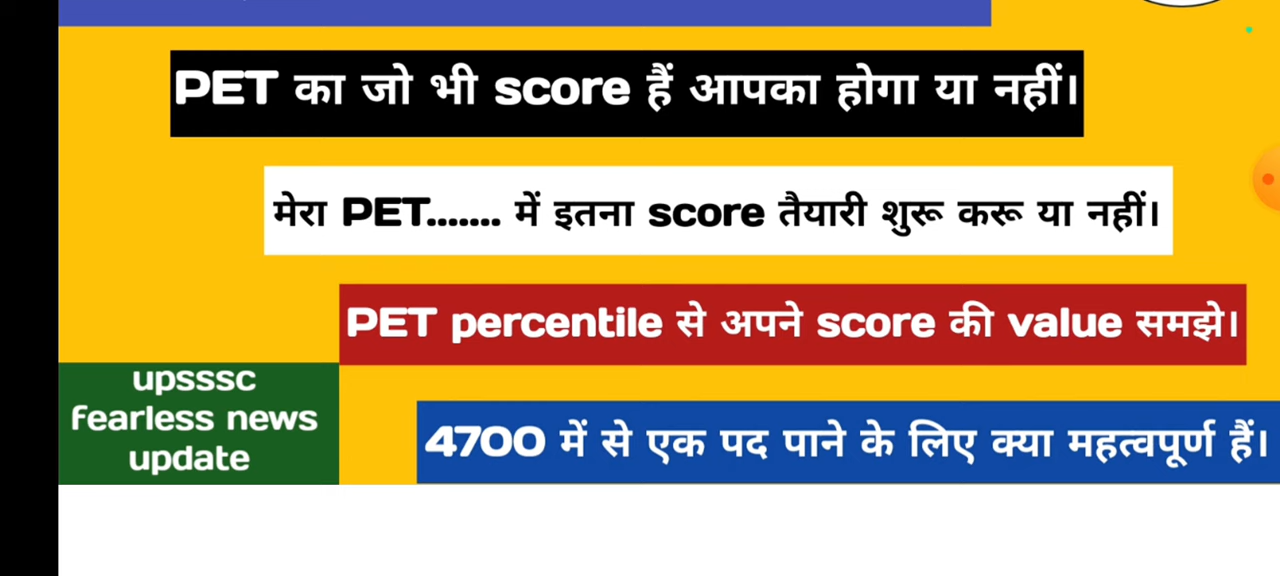 PET का जो भी score हैं आपका होगा या नहीं।
मेरा PET....... में इतना score तैयारी शुरू करू या नहीं।
PET percentile से अपने score की value समझे।
upsssc
fearless news
update
4700 में से एक पद पाने के लिए क्या महत्वपूर्ण हैं।